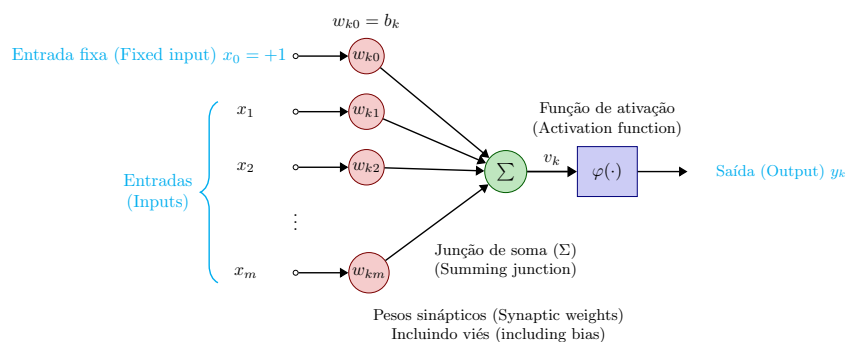 w_{k0} = b_k
Entrada fixa (Fixed input) x_0 = +1
w_{k0}
x_1
w_{k1}
Função de ativação
(Activation function)
x_2
w_{k2}
Σ
v_k
φ(·)
Saída (Output) y_k
Entradas
(Inputs)
⋮
Junção de soma (Σ)
(Summing junction)
x_m
w_{km}
Pesos sinápticos (Synaptic weights)
Incluindo viés (including bias)